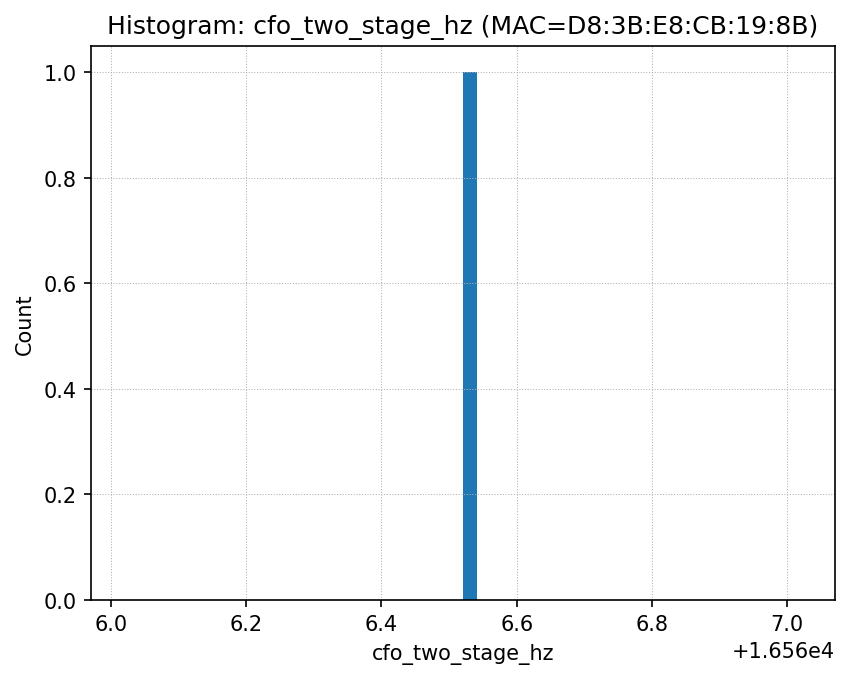 Histogram: cfo_two_stage_hz (MAC=D8:3B:E8:CB:19:8B)
Count
1.0
0.8
0.6
0.4
0.2
0.0
6.0 6.2 6.4 6.6 6.8 7.0
cfo_two_stage_hz
+1.656e4